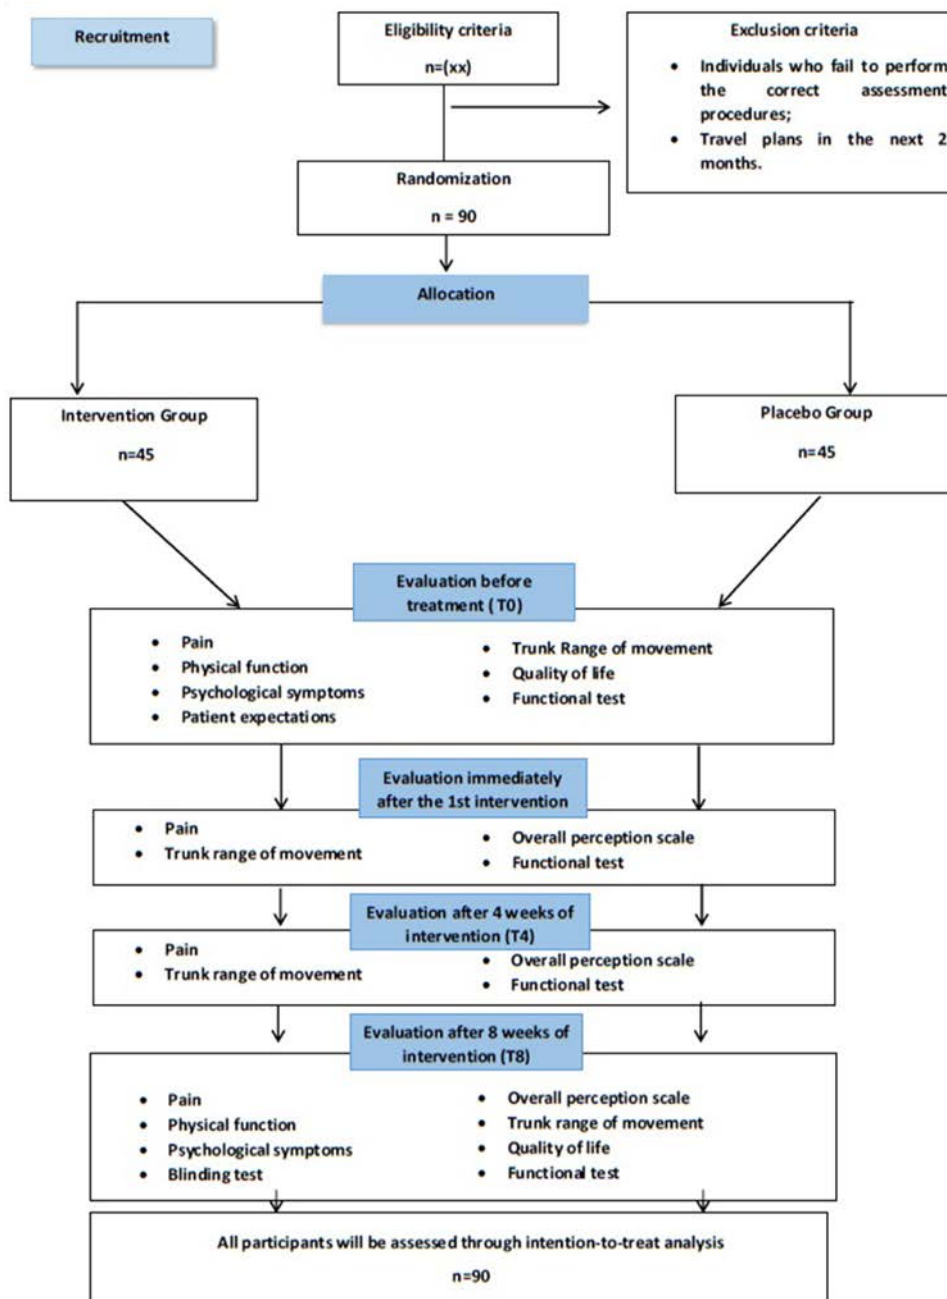 Recruitment
Eligibility criteria
n=(xx)
Exclusion criteria
• Individuals who fail to perform
the correct assessment
procedures;
• Travel plans in the next 2
months.
Randomization
n = 90
Allocation
Intervention Group
n=45
Placebo Group
n=45
Evaluation before
treatment ( T0)
• Pain
• Physical function
• Psychological symptoms
• Patient expectations
• Trunk Range of movement
• Quality of life
• Functional test
Evaluation immediately
after the 1st intervention
• Pain
• Trunk range of movement
• Overall perception scale
• Functional test
Evaluation after 4 weeks of
intervention (T4)
• Pain
• Trunk range of movement
• Overall perception scale
• Functional test
Evaluation after 8 weeks of
intervention (T8)
• Pain
• Physical function
• Psychological symptoms
• Blinding test
• Overall perception scale
• Trunk range of movement
• Quality of life
• Functional test
All participants will be assessed through intention-to-treat analysis
n=90